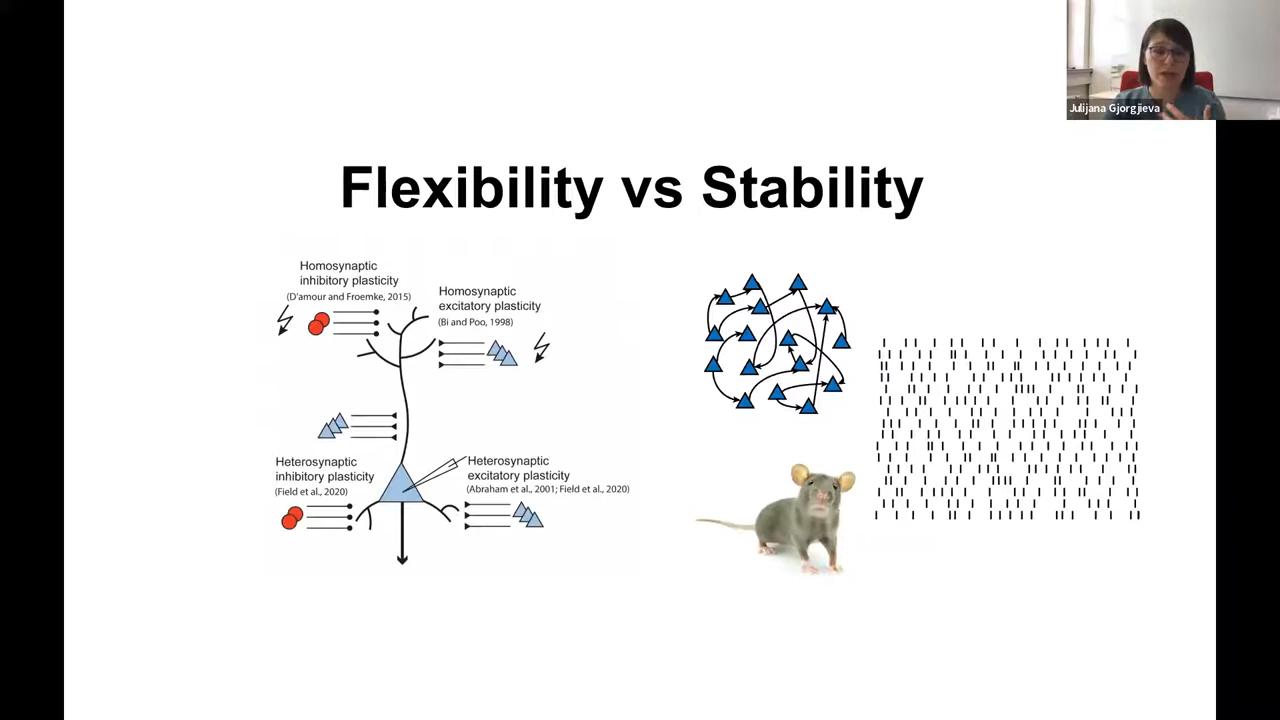 Julijana Gjorgjieva
Flexibility vs Stability
Homosynaptic
inhibitory plasticity
(D'amour and Froemke, 2015)
Homosynaptic
excitatory plasticity
(Bi and Poo, 1998)
Heterosynaptic
inhibitory plasticity
(Field et al., 2020)
Heterosynaptic
excitatory plasticity
(Abraham et al., 2001; Field et al., 2020)